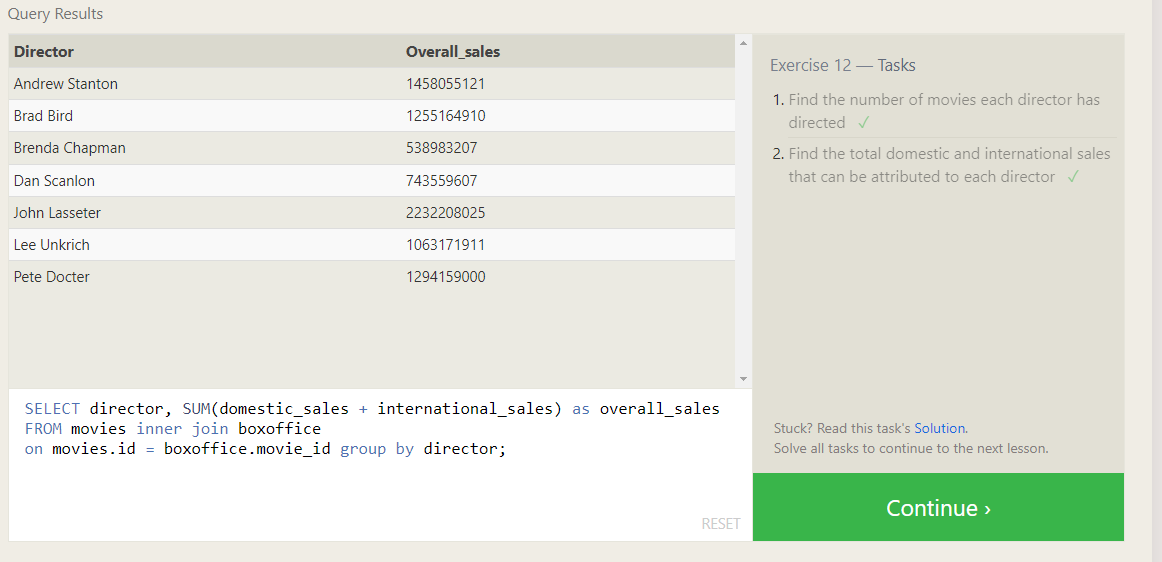 Query Results
Director Overall_sales
Andrew Stanton 1458055121
Brad Bird 1255164910
Brenda Chapman 538983207
Dan Scanlon 743559607
John Lasseter 2232208025
Lee Unkrich 1063171911
Pete Docter 1294159000
SELECT director, SUM(domestic_sales + international_sales) as overall_sales
FROM movies inner join boxoffice
on movies.id = boxoffice.movie_id group by director;
RESET
Exercise 12 — Tasks
1. Find the number of movies each director has
directed ✓
2. Find the total domestic and international sales
that can be attributed to each director ✓
Stuck? Read this task's Solution.
Solve all tasks to continue to the next lesson.
Continue ›